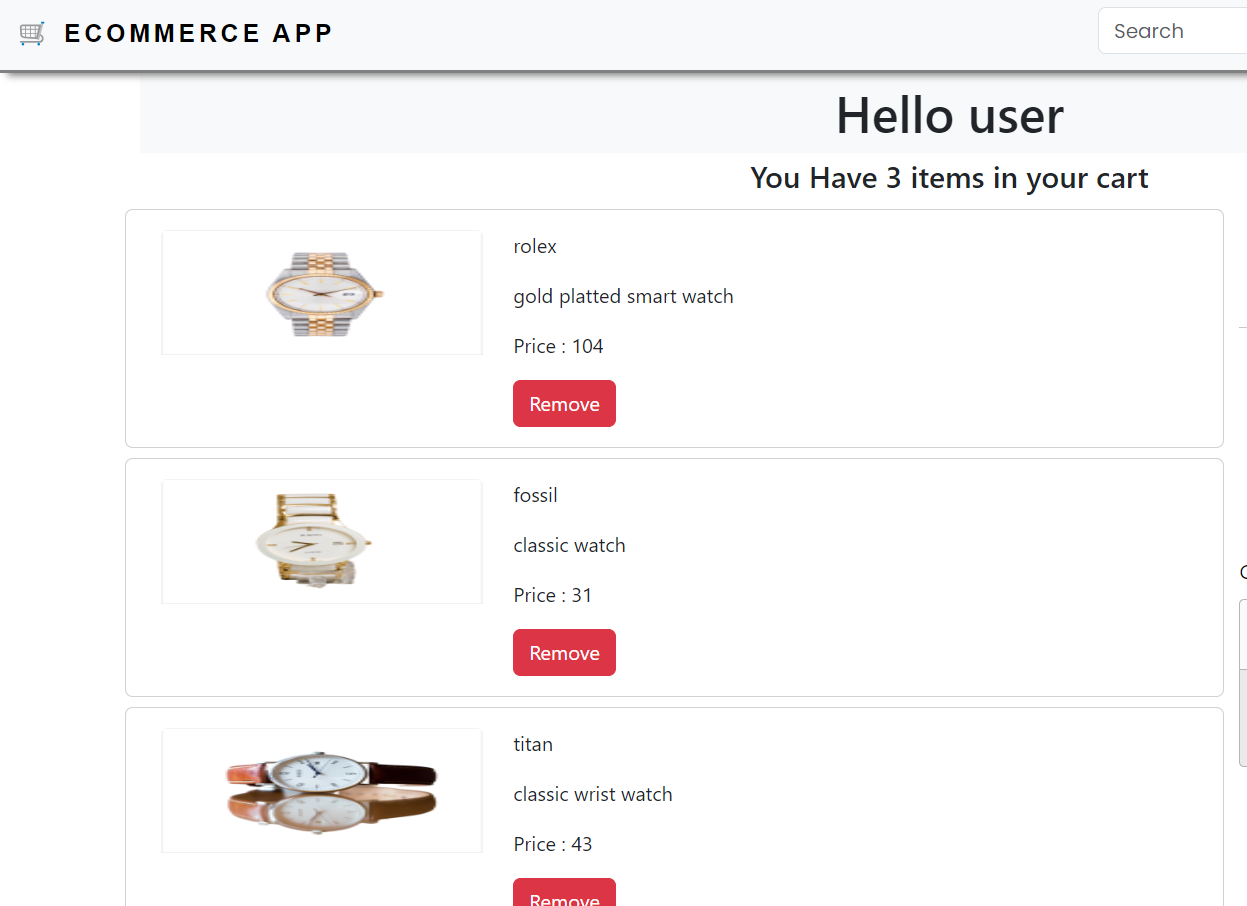 ECOMMERCE APP
Search
Hello user
You Have 3 items in your cart
rolex
gold platted smart watch
Price : 104
Remove
fossil
classic watch
Price : 31
Remove
titan
classic wrist watch
Price : 43
Remove